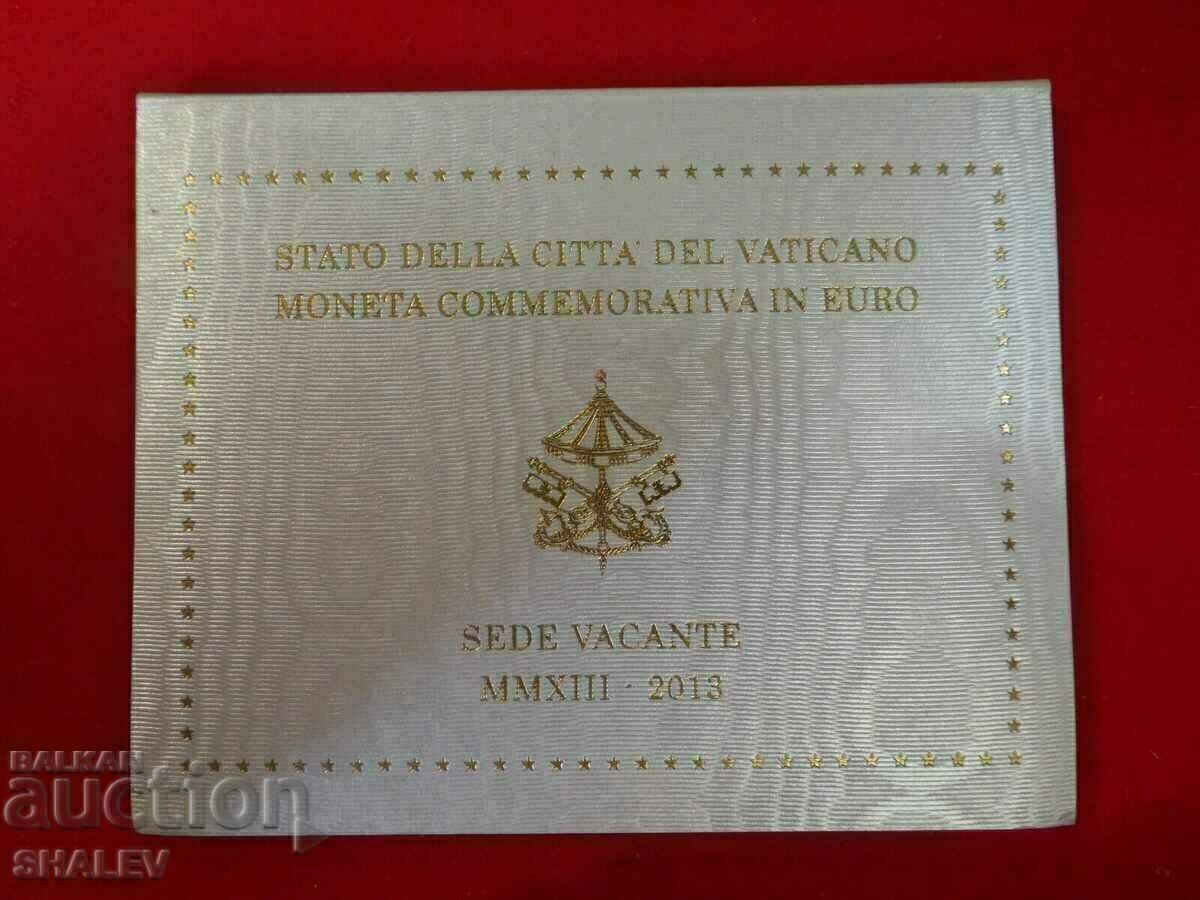 STATO DELLA CITTA' DEL VATICANO
MONETA COMMEMORATIVA IN EURO
SEDE VACANTE
MMXIII · 2013
BALKAN
auction
SHALEV